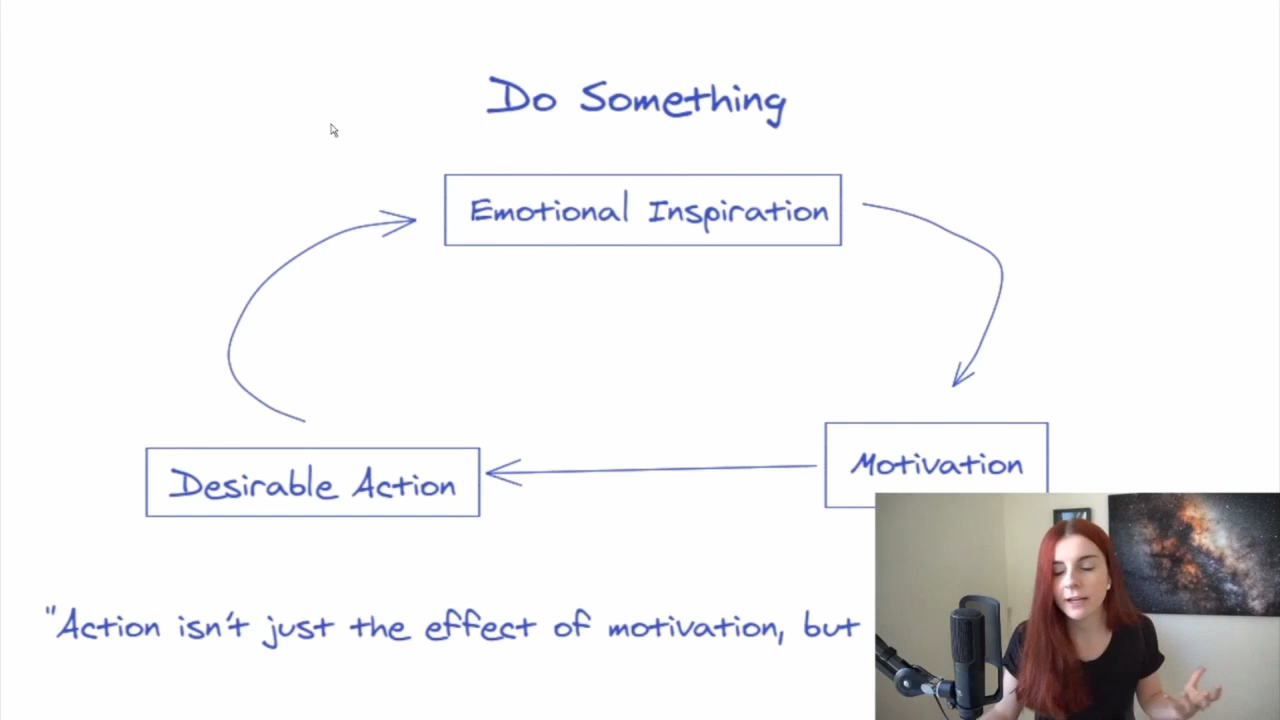 Do Something
Emotional Inspiration
Motivation
Desirable Action
"Action isn't just the effect of motivation, but